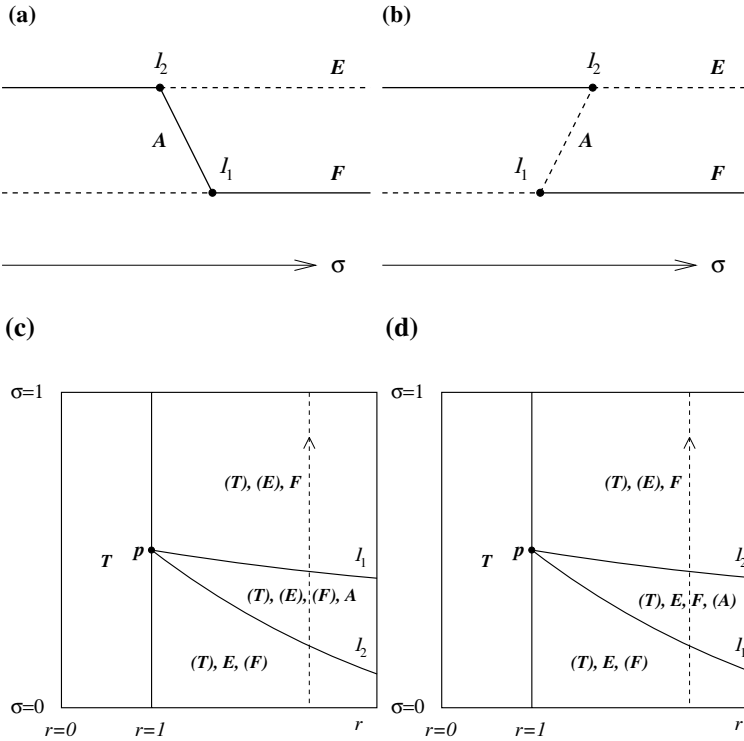 (a)
(b)
l2
E
l2
E
A
A
l1
F
l1
F
σ
σ
(c)
(d)
σ=1
σ=1
(T), (E), F
(T), (E), F
T
p
l1
T
p
l2
(T), (E), (F), A
(T), E, F, (A)
l2
l1
(T), E, (F)
(T), E, (F)
σ=0
σ=0
r=0
r=1
r
r=0
r=1
r